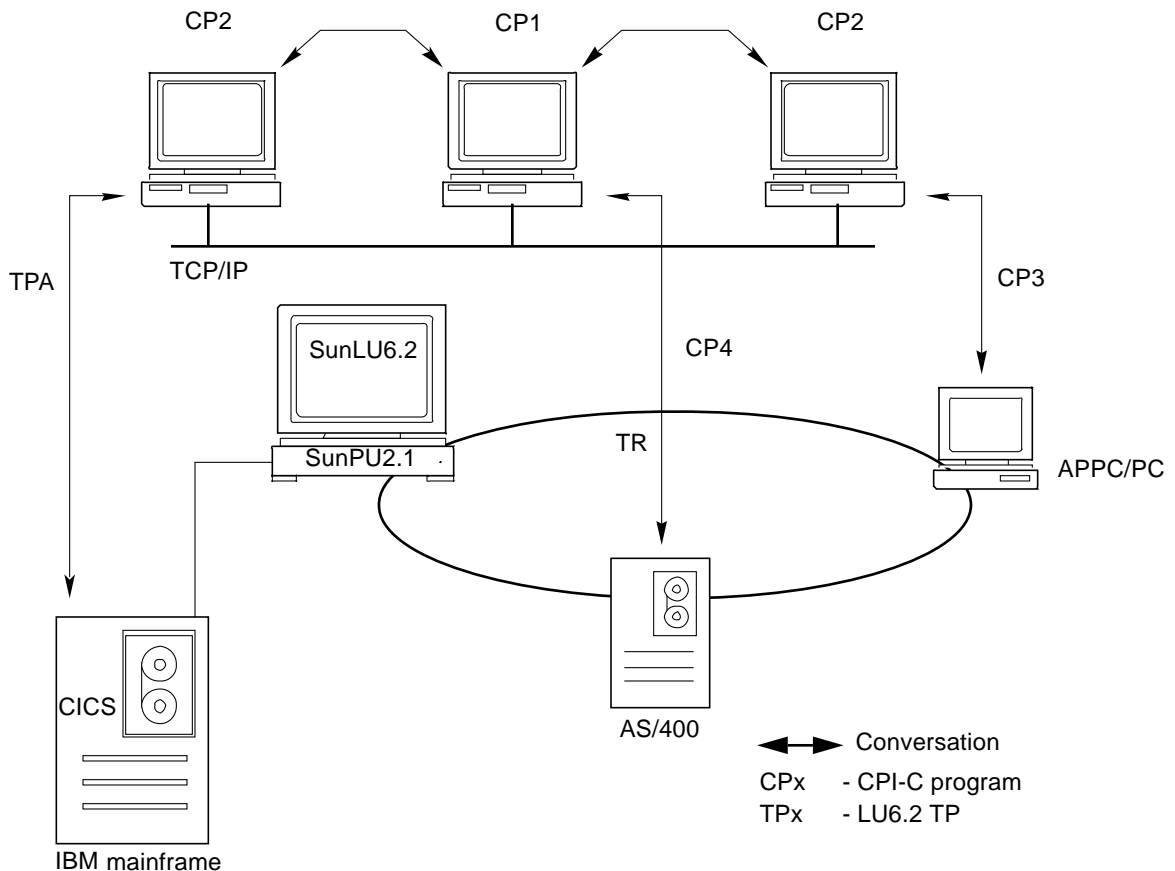 CP2
CP1
CP2
TCP/IP
TPA
CP3
SunLU6.2
CP4
TR
SunPU2.1
APPC/PC
CICS
AS/400
Conversation
CPx - CPI-C program
TPx - LU6.2 TP
IBM mainframe